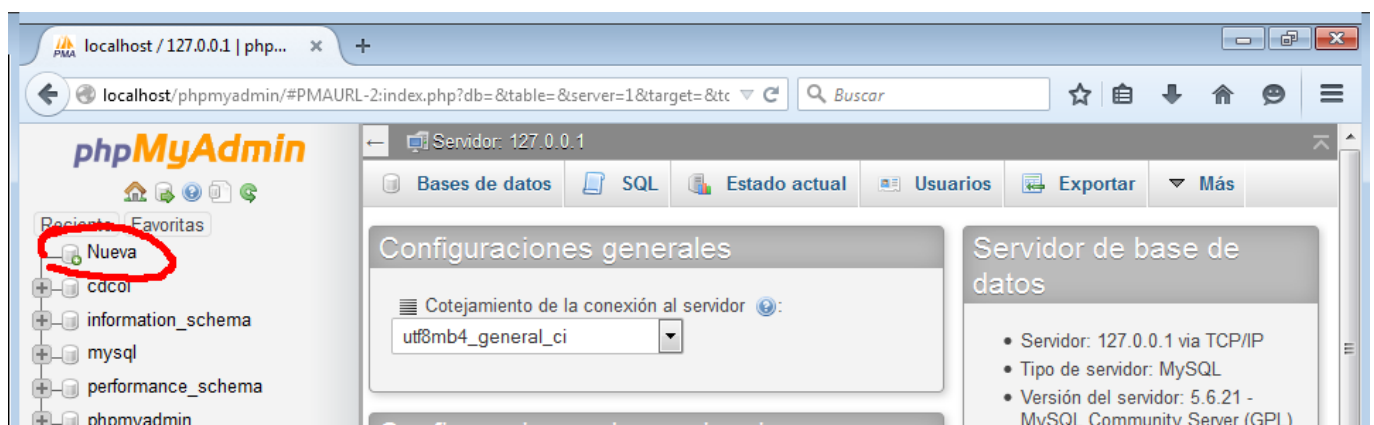 localhost / 127.0.0.1 | php...
localhost/phpmyadmin/#PMAURL-2:index.php?db=&table=&server=1&target=&tc
Buscar
phpMyAdmin
PMA
Reciente Favoritas
Nueva
cdcol
information_schema
mysql
performance_schema
phpmyadmin
Servidor: 127.0.0.1
Bases de datos SQL Estado actual Usuarios Exportar Más
Configuraciones generales
Cotejamiento de la conexión al servidor :
utf8mb4_general_ci
Servidor de base de
datos
Servidor: 127.0.0.1 via TCP/IP
Tipo de servidor: MySQL
Versión del servidor: 5.6.21 -
MySQL Community Server (GPL)